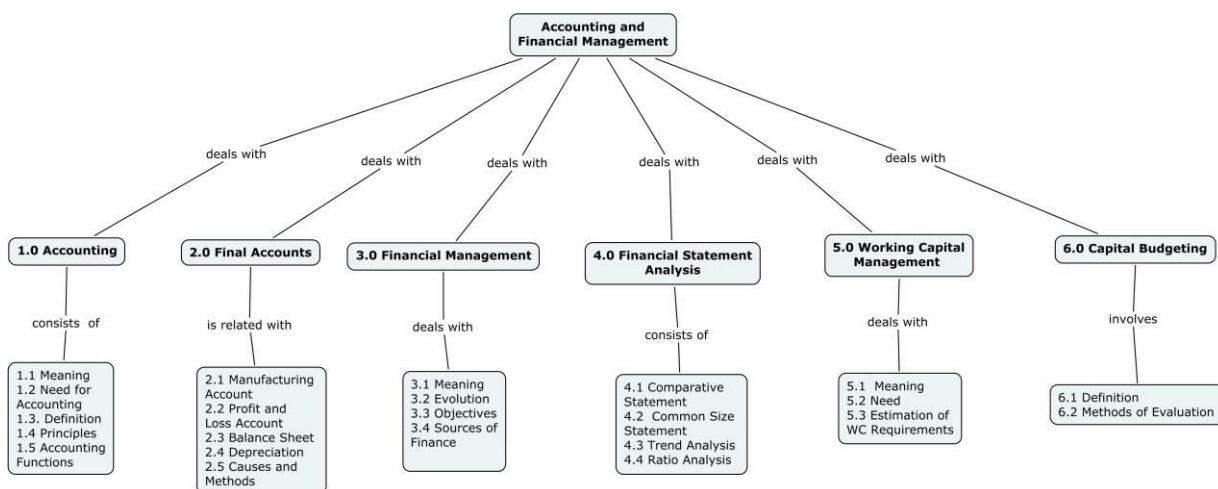 Accounting and
Financial Management
deals with
deals with
deals with
deals with
deals with
deals with
1.0 Accounting
2.0 Final Accounts
3.0 Financial Management
4.0 Financial Statement
Analysis
5.0 Working Capital
Management
6.0 Capital Budgeting
consists of
is related with
deals with
consists of
deals with
involves
1.1 Meaning
1.2 Need for
Accounting
1.3. Definition
1.4 Principles
1.5 Accounting
Functions
2.1 Manufacturing
Account
2.2 Profit and
Loss Account
2.3 Balance Sheet
2.4 Depreciation
2.5 Causes and
Methods
3.1 Meaning
3.2 Evolution
3.3 Objectives
3.4 Sources of
Finance
4.1 Comparative
Statement
4.2 Common Size
Statement
4.3 Trend Analysis
4.4 Ratio Analysis
5.1 Meaning
5.2 Need
5.3 Estimation of
WC Requirements
6.1 Definition
6.2 Methods of Evaluation